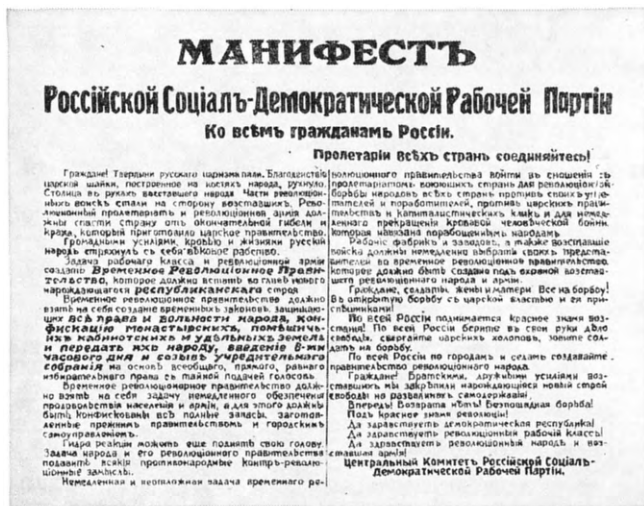 МАНИФЕСТЪ
Россійской Соціалъ-Демократической Рабочей Партіи
Ко всѣмъ гражданамъ Россіи.
Пролетаріи всѣхъ странъ соединяйтесь!
Граждане! Твердыни русскаго царизма пали. Благоденствіе
царской шайки, построенное на костяхъ народа, рухнуло.
Столица въ рукахъ возставшаго народа. Части революціон-
ныхъ войскъ стали на сторону возставшихъ. Рево-
люціонный пролетаріатъ и революціонная армія дол-
жны спасти страну отъ окончательной гибели и
краха, который приготовило царское правительство.
Громадными усиліями, кровью и жизнями русскій
народъ стряхнулъ съ себя вѣковое рабство.
Задача рабочаго класса и революціонной арміи
создать Временное Революціонное Прави-
тельство, которое должно встать во главѣ новаго
нарождающагося республиканскаго строя.
Временное революціонное правительство должно
взять на себя созданіе временныхъ законовъ, защищаю-
щихъ всѣ права и вольности народа, кон-
фискацію монастырскихъ, помѣщичь-
ихъ кабинетскихъ и удѣльныхъ земель
и передать ихъ народу, введеніе 8-ми
часового дня и созывъ учредительнаго
собранія на основѣ всеобщаго, прямого, равнаго
избирательнаго права съ тайной подачей голосовъ.
Временное революціонное правительство долж-
но взять на себя задачу немедленнаго обезпеченія
продовольствія населенія и арміи, а для этого должны
быть конфискованы всѣ полные запасы, заготов-
ленные прежнимъ правительствомъ и городскимъ
самоуправленіемъ.
Гидра реакціи можетъ еще поднять свою голову.
Задача народа и его революціоннаго правительства
подавить всякія противонародные контръ-револю-
ціонные замыслы.
Немедленная и неотложная задача временнаго ре-
волюціоннаго правительства войти въ сношенія съ
пролетаріатомъ воюющихъ странъ для революціонной
борьбы народовъ всѣхъ странъ противъ своихъ угне-
тателей и поработителей, противъ царскихъ прави-
тельствъ и капиталистическихъ кликъ и для немед-
леннаго прекращенія кровавой человѣческой бойни,
которая навязана порабощеннымъ народамъ.
Рабочіе фабрикъ и заводовъ, а также возставшіе
войска должны немедленно выбрать своихъ предста-
вителей во временное революціонное правительство,
которое должно быть создано подъ охраной возстав-
шаго революціоннаго народа и арміи.
Граждане, солдаты, жены и матери. Всѣ на борьбу!
Въ открытую борьбу съ царской властью и ея при-
спѣшниками!
По всей Россіи поднимается красное знамя воз-
станія! По всей Россіи берите въ свои руки дѣло
свободы, свергайте царскихъ холоповъ, зовите сол-
датъ на борьбу.
По всей Россіи по городамъ и селамъ создавайте
правительство революціоннаго народа.
Граждане! Братскими, дружными усиліями воз-
ставшихъ мы закрѣпили нарождающійся новый строй
свободы на развалинахъ самодержавія!
Впередъ! Возврата нѣтъ! Безпощадная борьба!
Подъ красное знамя революціи!
Да здравствуетъ демократическая республика!
Да здравствуетъ революціонный рабочій классъ!
Да здравствуетъ революціонный народъ и воз-
ставшая армія!
Центральный Комитетъ Россійской Соціалъ-
Демократической Рабочей Партіи.